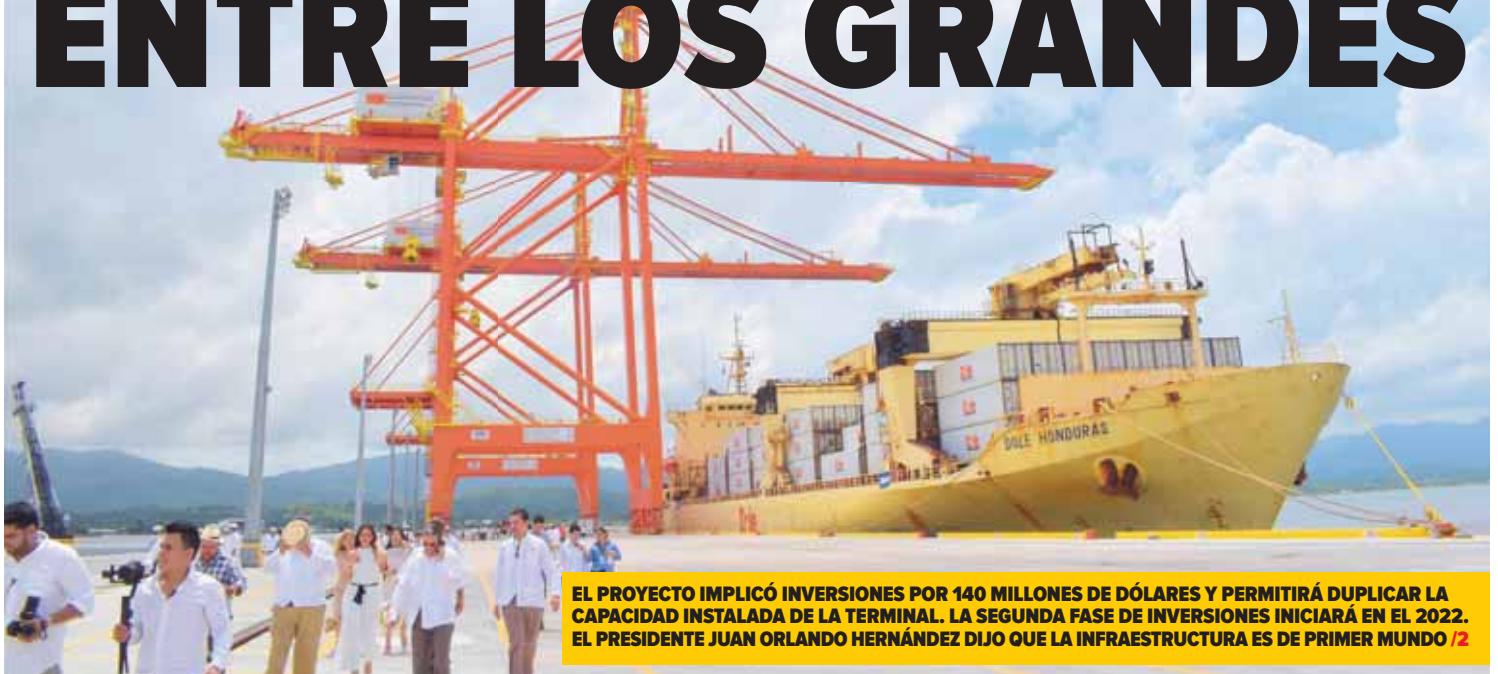 ENTRE LOS GRANDES
DOLE HONDURAS
EL PROYECTO IMPLICÓ INVERSIONES POR 140 MILLONES DE DÓLARES Y PERMITIRÁ DUPLICAR LA
CAPACIDAD INSTALADA DE LA TERMINAL. LA SEGUNDA FASE DE INVERSIONES INICIARÁ EN EL 2022.
EL PRESIDENTE JUAN ORLANDO HERNÁNDEZ DIJO QUE LA INFRAESTRUCTURA ES DE PRIMER MUNDO /2